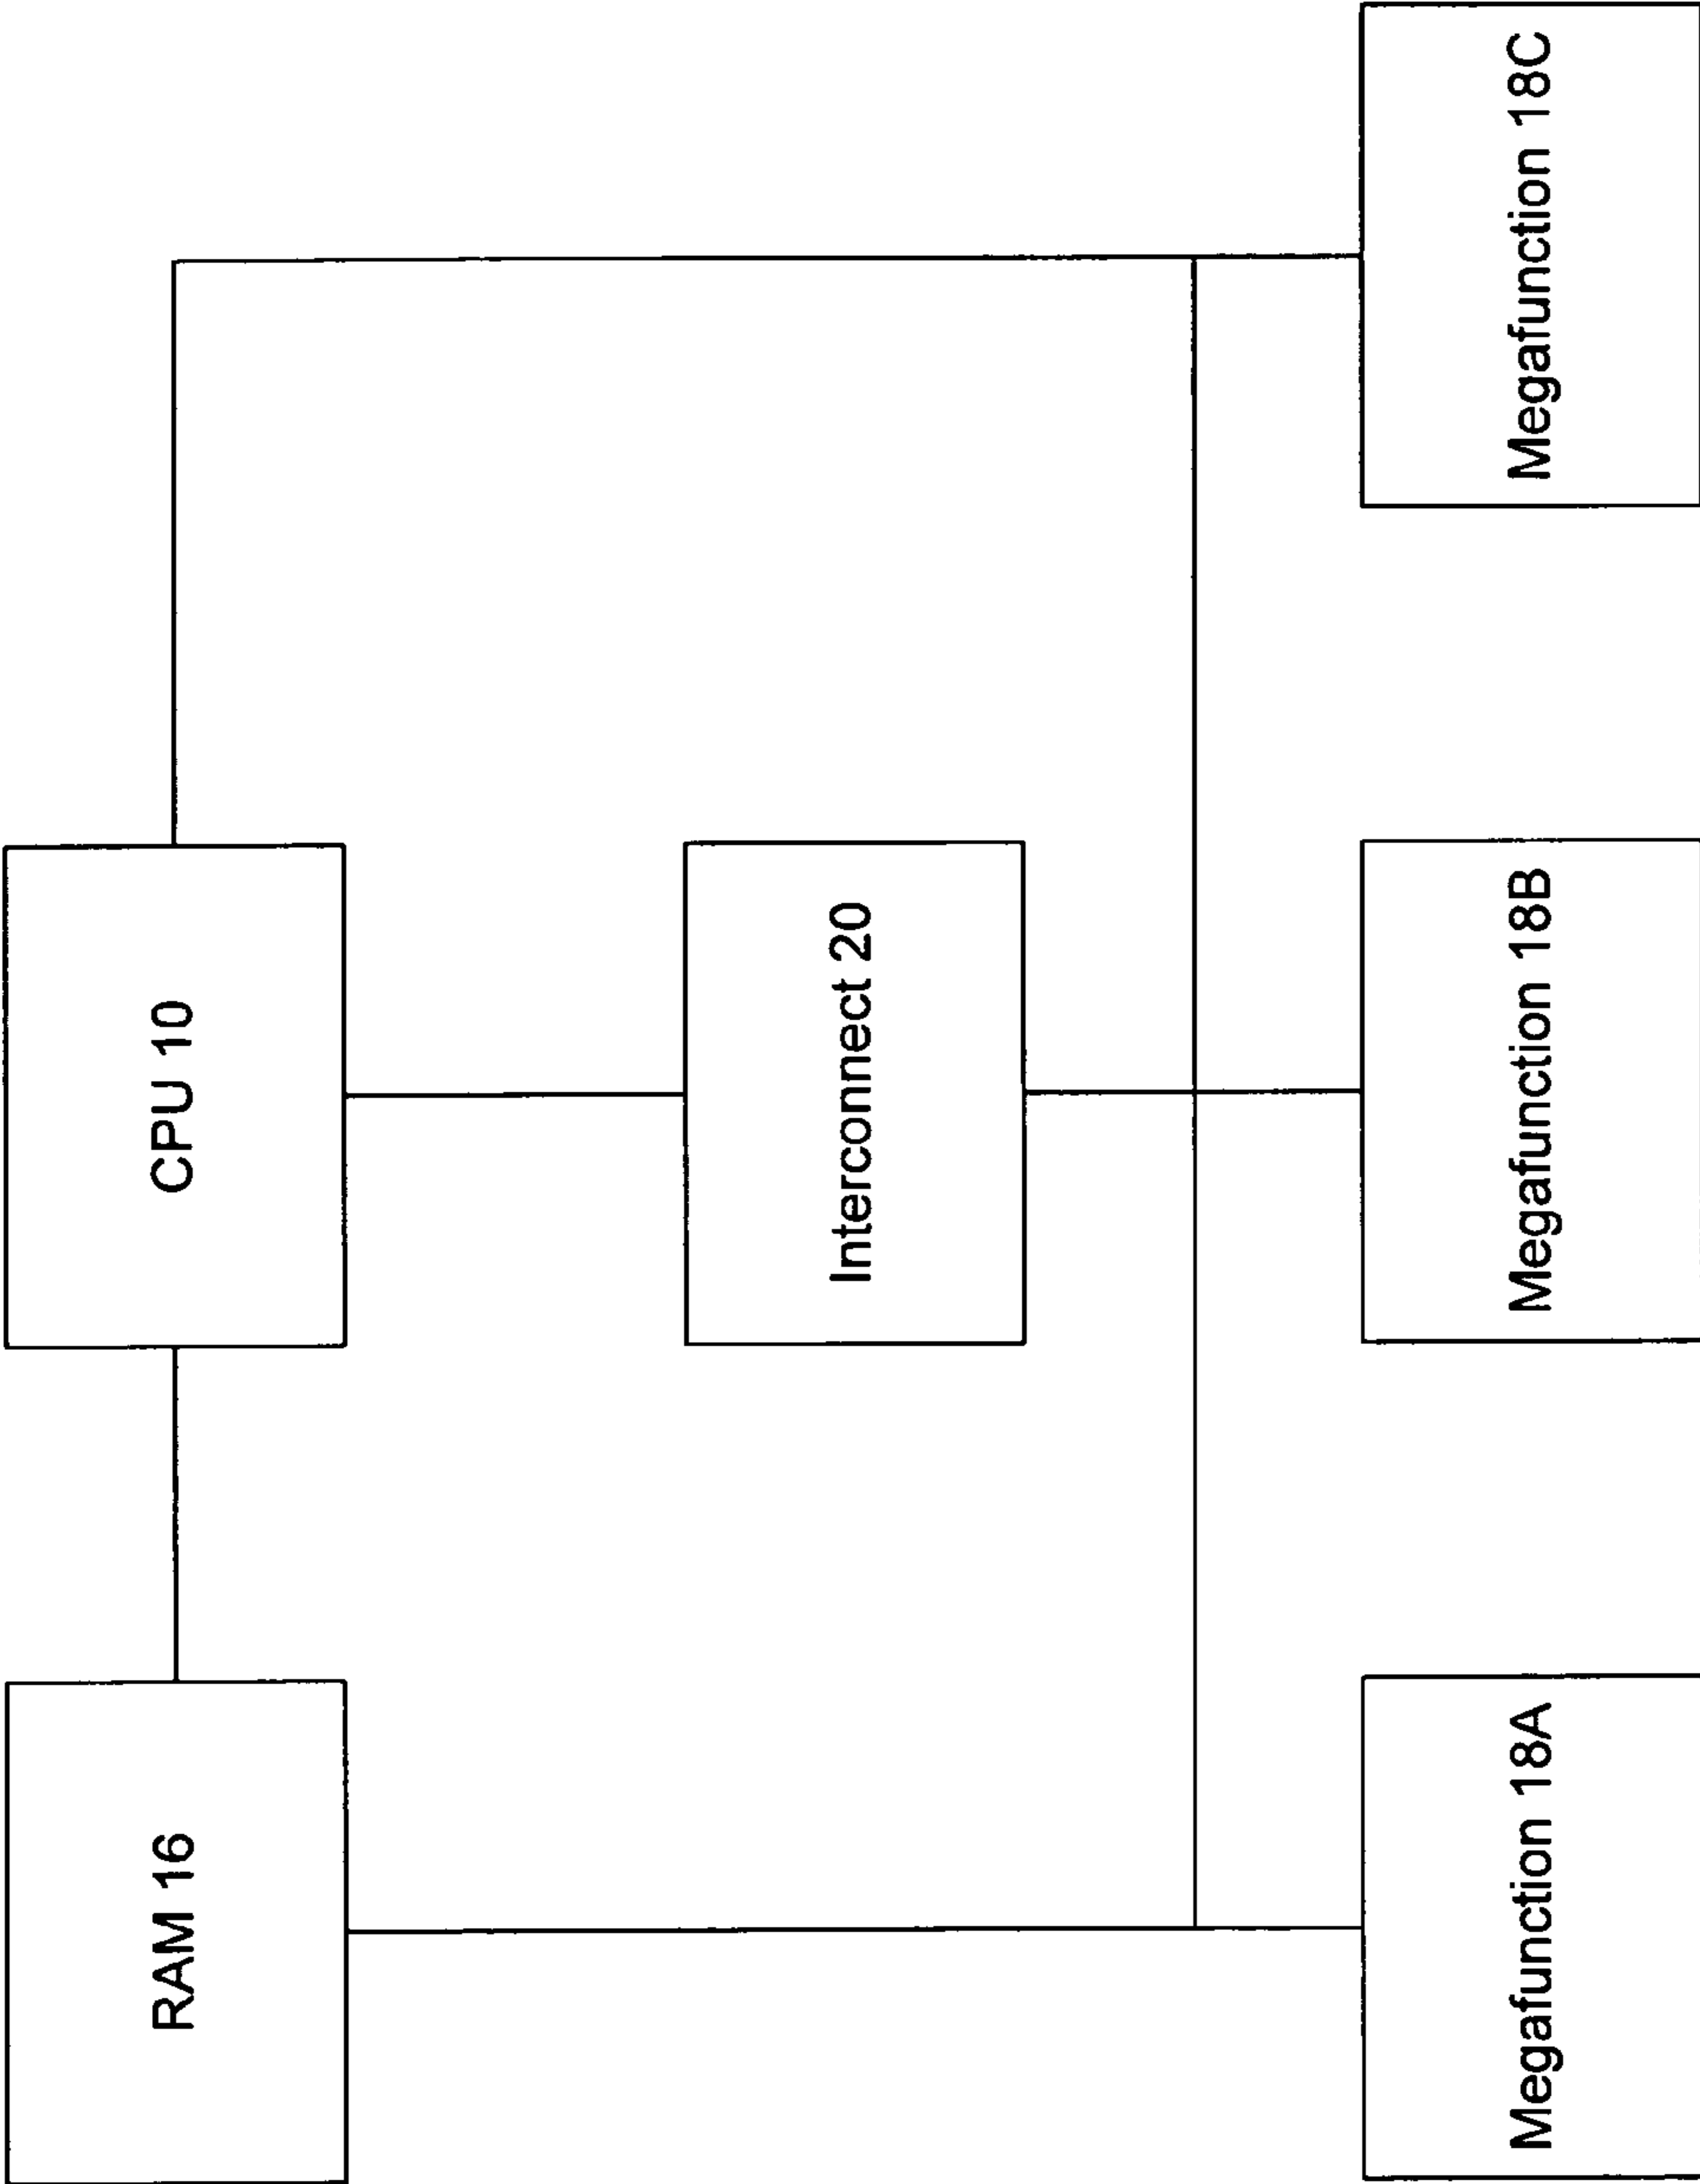 RAM 16
CPU 10
Interconnect 20
Megafunction 18A
Megafunction 18B
Megafunction 18C